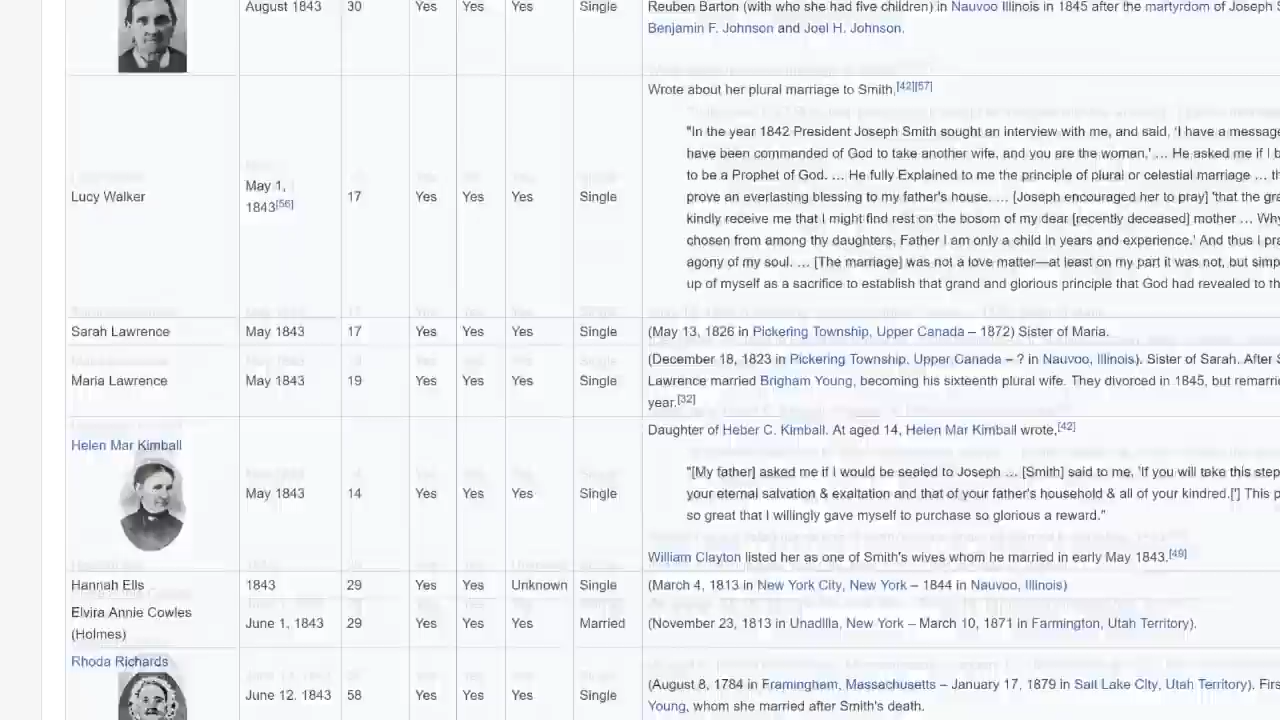 August 1843 30 Yes Yes Yes Single Reuben Barton (with who she had five children) in Nauvoo Illinois in 1845 after the martyrdom of Joseph S
Benjamin F. Johnson and Joel H. Johnson.
Wrote about her plural marriage to Smith,[42][57]
"In the year 1842 President Joseph Smith sought an interview with me, and said, 'I have a message
have been commanded of God to take another wife, and you are the woman.' ... He asked me if I b
to be a Prophet of God. ... He fully Explained to me the principle of plural or celestial marriage ... th
prove an everlasting blessing to my father's house. ... [Joseph encouraged her to pray] 'that the gra
kindly receive me that I might find rest on the bosom of my dear [recently deceased] mother ... Why
chosen from among thy daughters, Father I am only a child in years and experience.' And thus I pra
agony of my soul. ... [The marriage] was not a love matter—at least on my part it was not, but simp
up of myself as a sacrifice to establish that grand and glorious principle that God had revealed to th
Lucy Walker May 1, 1843[56] 17 Yes Yes Yes Single
Sarah Lawrence May 1843 17 Yes Yes Yes Single (May 13, 1826 in Pickering Township, Upper Canada – 1872) Sister of Maria.
(December 18, 1823 in Pickering Township, Upper Canada – ? in Nauvoo, Illinois). Sister of Sarah. After S
Maria Lawrence May 1843 19 Yes Yes Yes Single Lawrence married Brigham Young, becoming his sixteenth plural wife. They divorced in 1845, but remarri
year.[32]
Daughter of Heber C. Kimball. At aged 14, Helen Mar Kimball wrote,[42]
Helen Mar Kimball
"[My father] asked me if I would be sealed to Joseph ... [Smith] said to me, 'If you will take this step
May 1843 14 Yes Yes Yes Single your eternal salvation & exaltation and that of your father's household & all of your kindred.['] This p
so great that I willingly gave myself to purchase so glorious a reward."
William Clayton listed her as one of Smith's wives whom he married in early May 1843.[49]
Hannah Ells 1843 29 Yes Yes Unknown Single (March 4, 1813 in New York City, New York – 1844 in Nauvoo, Illinois)
Elvira Annie Cowles
(Holmes) June 1, 1843 29 Yes Yes Yes Married (November 23, 1813 in Unadilla, New York – March 10, 1871 in Farmington, Utah Territory).
Rhoda Richards
June 12, 1843 58 Yes Yes Yes Single (August 8, 1784 in Framingham, Massachusetts – January 17, 1879 in Salt Lake City, Utah Territory). Firs
Young, whom she married after Smith's death.